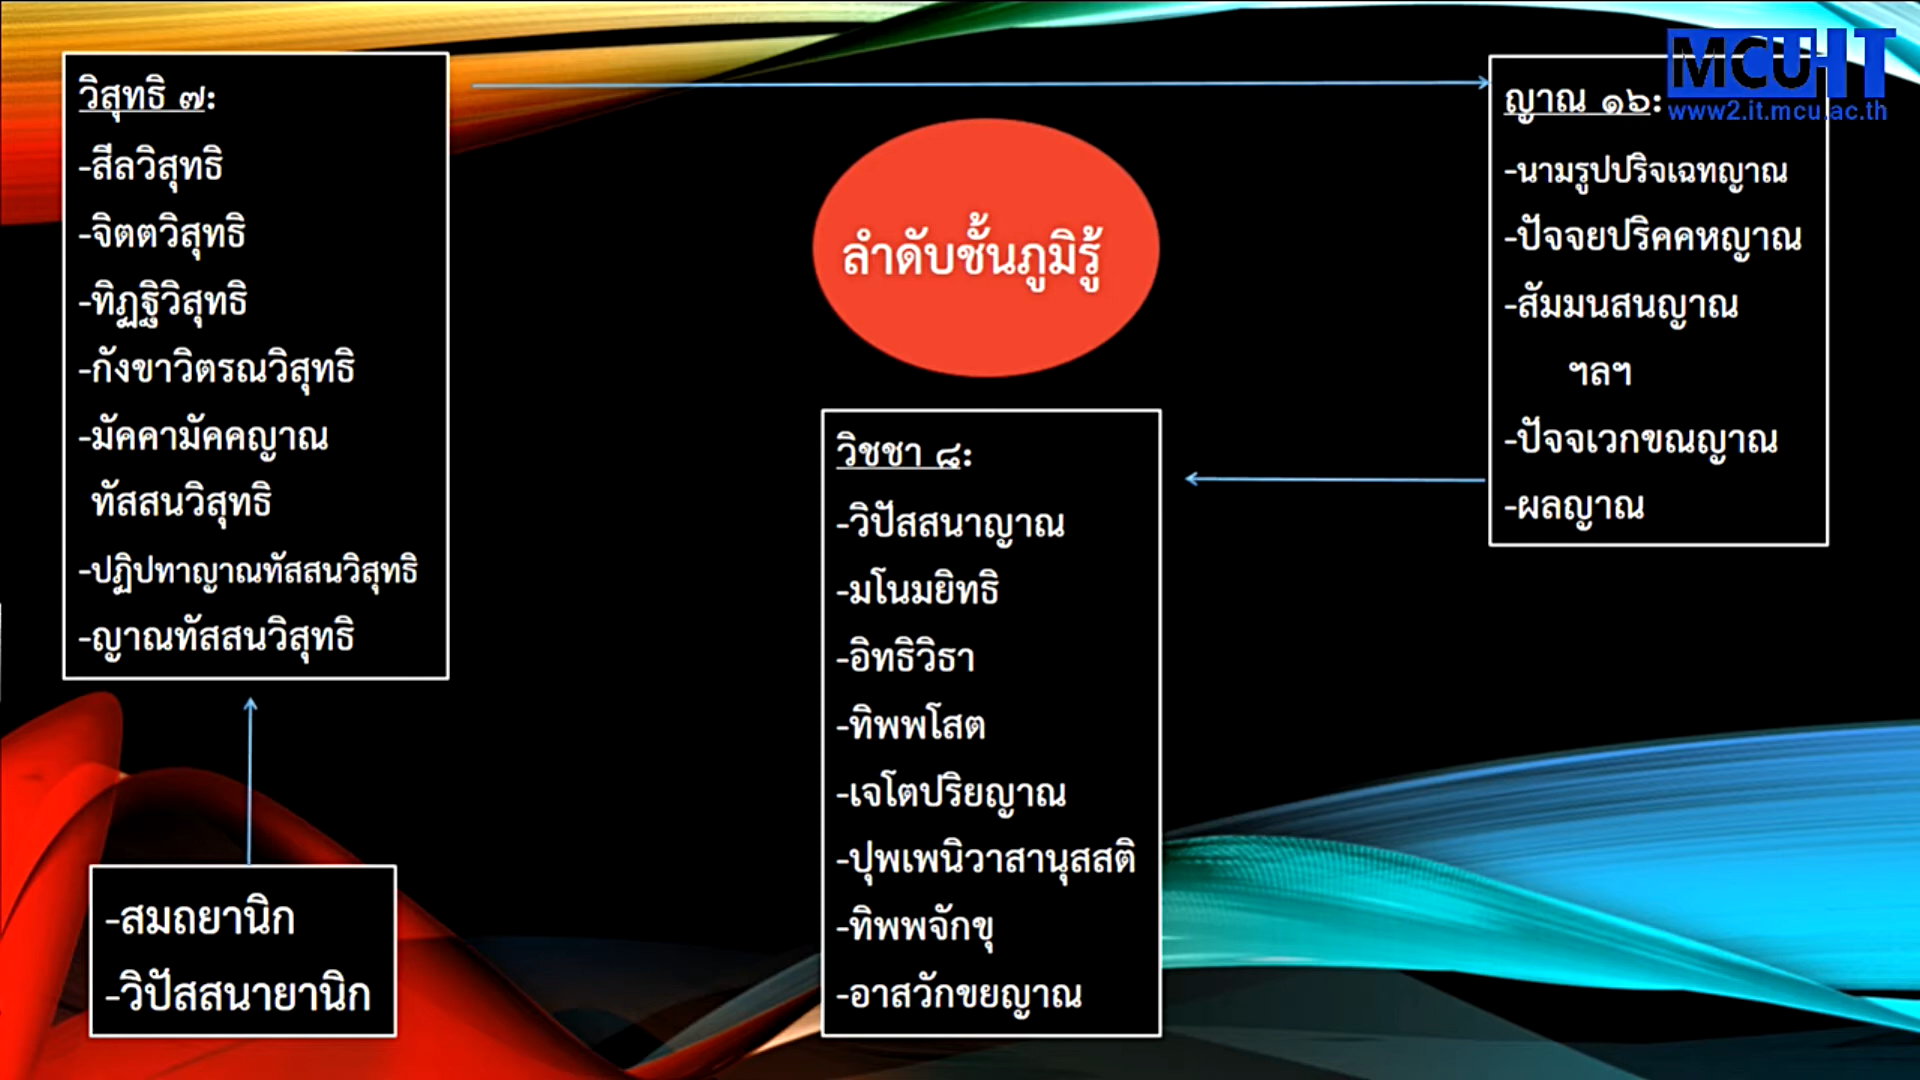 วิสุทธิ ๗:
-สีลวิสุทธิ
-จิตตวิสุทธิ
-ทิฏฐิวิสุทธิ
-กังขาวิตรณวิสุทธิ
-มัคคามัคคญาณ
ทัสสนวิสุทธิ
-ปฏิปทาญาณทัสสนวิสุทธิ
-ญาณทัสสนวิสุทธิ
-สมถยานิก
-วิปัสสนายานิก
ลำดับชั้นภูมิรู้
วิชชา ๘:
-วิปัสสนาญาณ
-มโนมยิทธิ
-อิทธิวิธา
-ทิพพโสต
-เจโตปริยญาณ
-ปุพเพนิวาสานุสสติ
-ทิพพจักขุ
-อาสวักขยญาณ
MCU-IT
www2.it.mcu.ac.th
ญาณ ๑๖:
-นามรูปปริจเฉทญาณ
-ปัจจยปริคคหญาณ
-สัมมนสนญาณ
ฯลฯ
-ปัจจเวกขณญาณ
-ผลญาณ